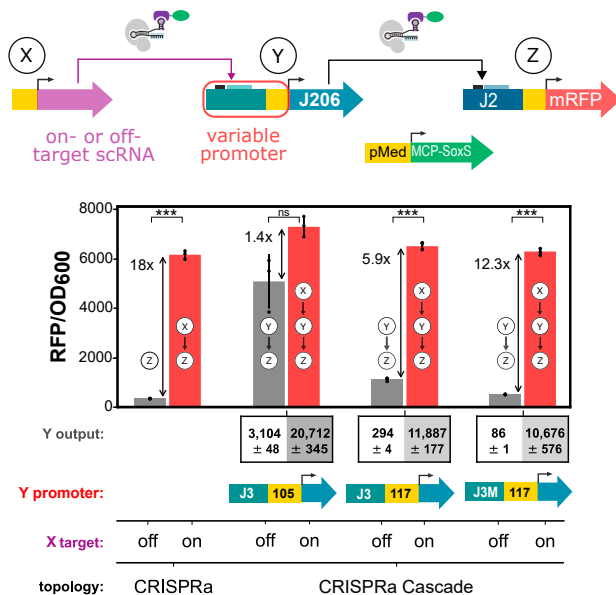 X
Y
Z
J206
J2
mRFP
on- or off-
target scRNA
variable
promoter
pMed
MCP-SoxS
RFP/OD600
8000
6000
4000
2000
0
***
ns
***
***
18x
1.4x
5.9x
12.3x
Z
X
Z
Y
Z
X
Y
Z
Y
Z
X
Y
Z
Y
Z
X
Y
Z
Y output:
3,104
± 48
20,712
± 345
294
± 4
11,887
± 177
86
± 1
10,676
± 576
Y promoter:
J3 105
J3 117
J3M 117
X target:
off on off on off on off on
topology:
CRISPRa
CRISPRa Cascade